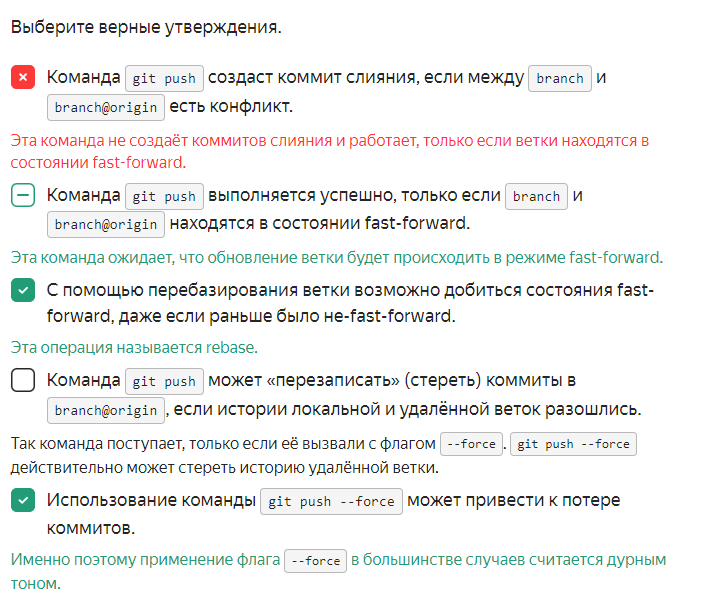 Выберите верные утверждения.
Команда git push создаст коммит слияния, если между branch и
branch@origin есть конфликт.
Эта команда не создаёт коммитов слияния и работает, только если ветки находятся в
состоянии fast-forward.
Команда git push выполняется успешно, только если branch и
branch@origin находятся в состоянии fast-forward.
Эта команда ожидает, что обновление ветки будет происходить в режиме fast-forward.
С помощью перебазирования ветки возможно добиться состояния fast-
forward, даже если раньше было не-fast-forward.
Эта операция называется rebase.
Команда git push может «перезаписать» (стереть) коммиты в
branch@origin, если истории локальной и удалённой веток разошлись.
Так команда поступает, только если её вызвали с флагом --force. git push --force
действительно может стереть историю удалённой ветки.
Использование команды git push --force может привести к потере
коммитов.
Именно поэтому применение флага --force в большинстве случаев считается дурным
тоном.